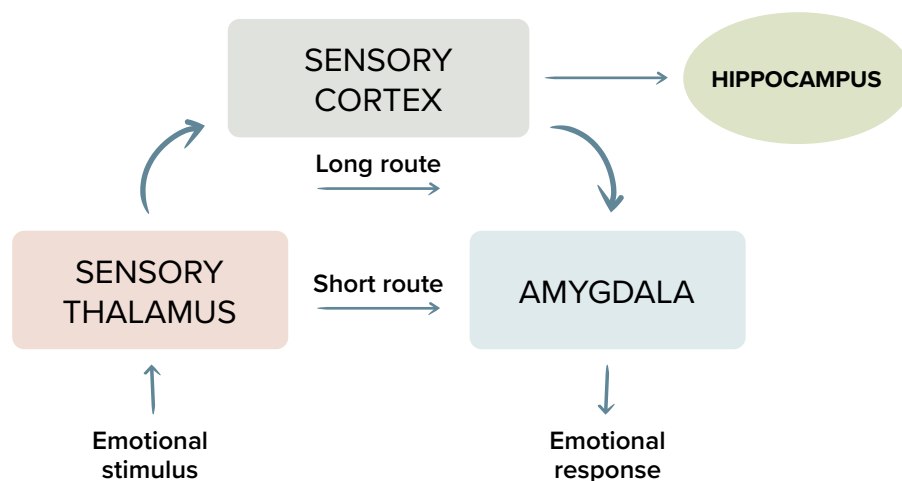 SENSORY
CORTEX
HIPPOCAMPUS
Long route
SENSORY
THALAMUS
Short route
AMYGDALA
Emotional
stimulus
Emotional
response